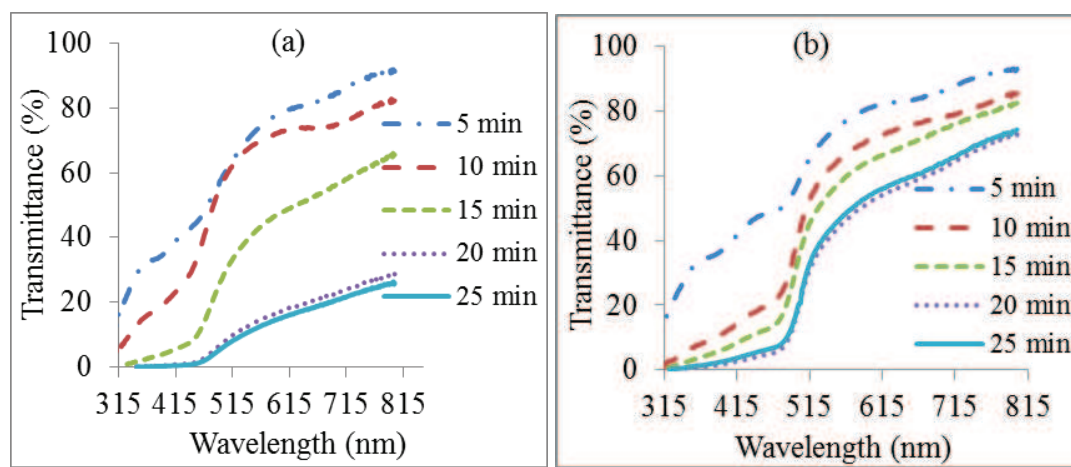 (a)
100
80
60
40
20
0
Transmittance (%)
5 min
10 min
15 min
20 min
25 min
315 415 515 615 715 815
Wavelength (nm)
(b)
100
80
60
40
20
0
Transmittance (%)
5 min
10 min
15 min
20 min
25 min
315 415 515 615 715 815
Wavelength (nm)